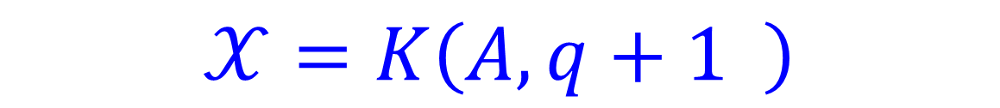 𝒳 = K(A, q + 1 )